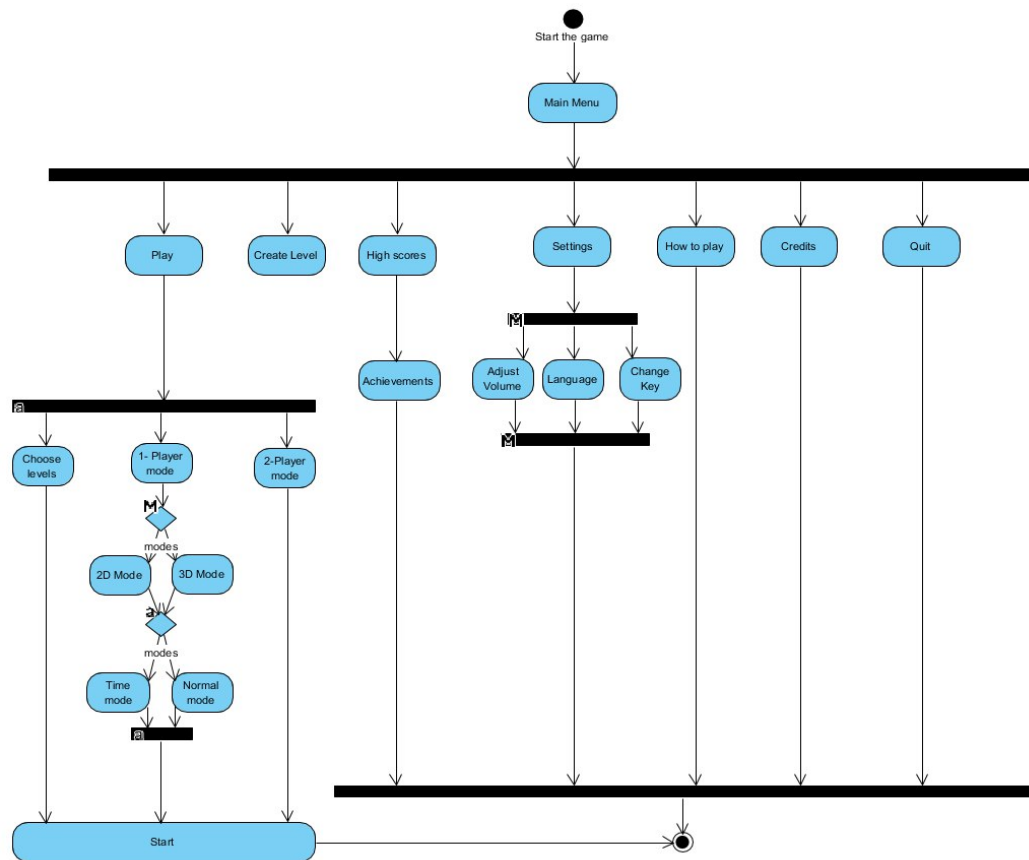 Start the game
Main Menu
Play
Create Level
High scores
Settings
How to play
Credits
Quit
M
Adjust
Volume
Language
Change
Key
Achievements
a
M
Choose
levels
1- Player
mode
2-Player
mode
M
modes
2D Mode
3D Mode
a
modes
Time
mode
Normal
mode
a
Start